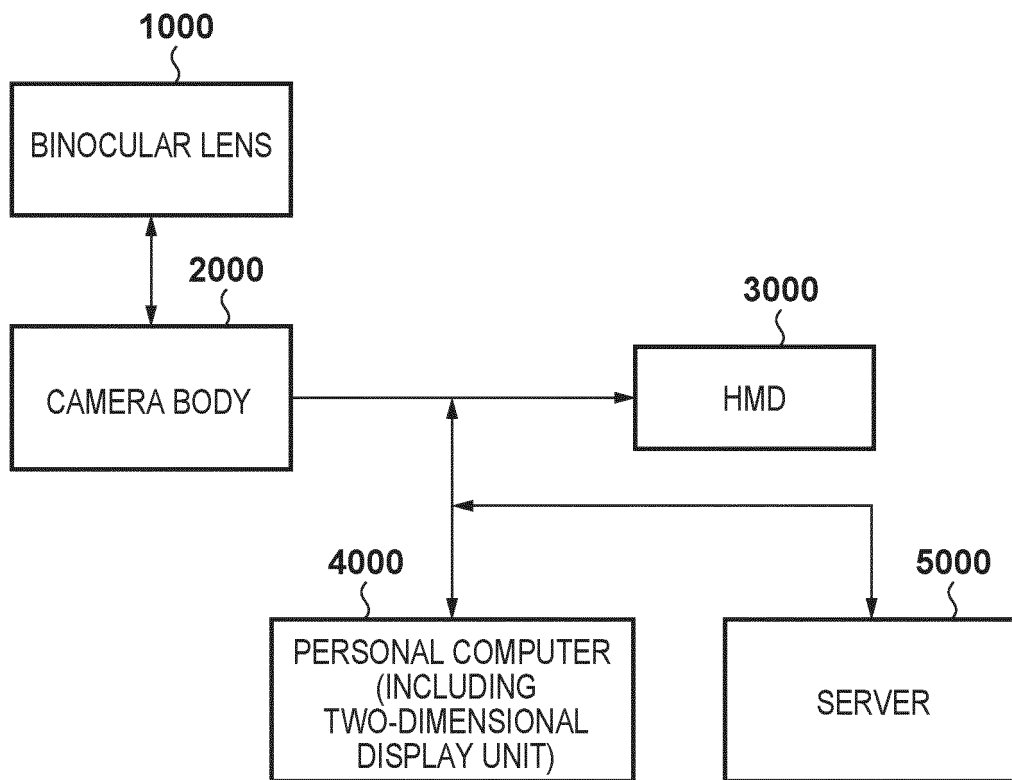 1000
BINOCULAR LENS
2000
CAMERA BODY
3000
HMD
4000
PERSONAL COMPUTER
(INCLUDING
TWO-DIMENSIONAL
DISPLAY UNIT)
5000
SERVER